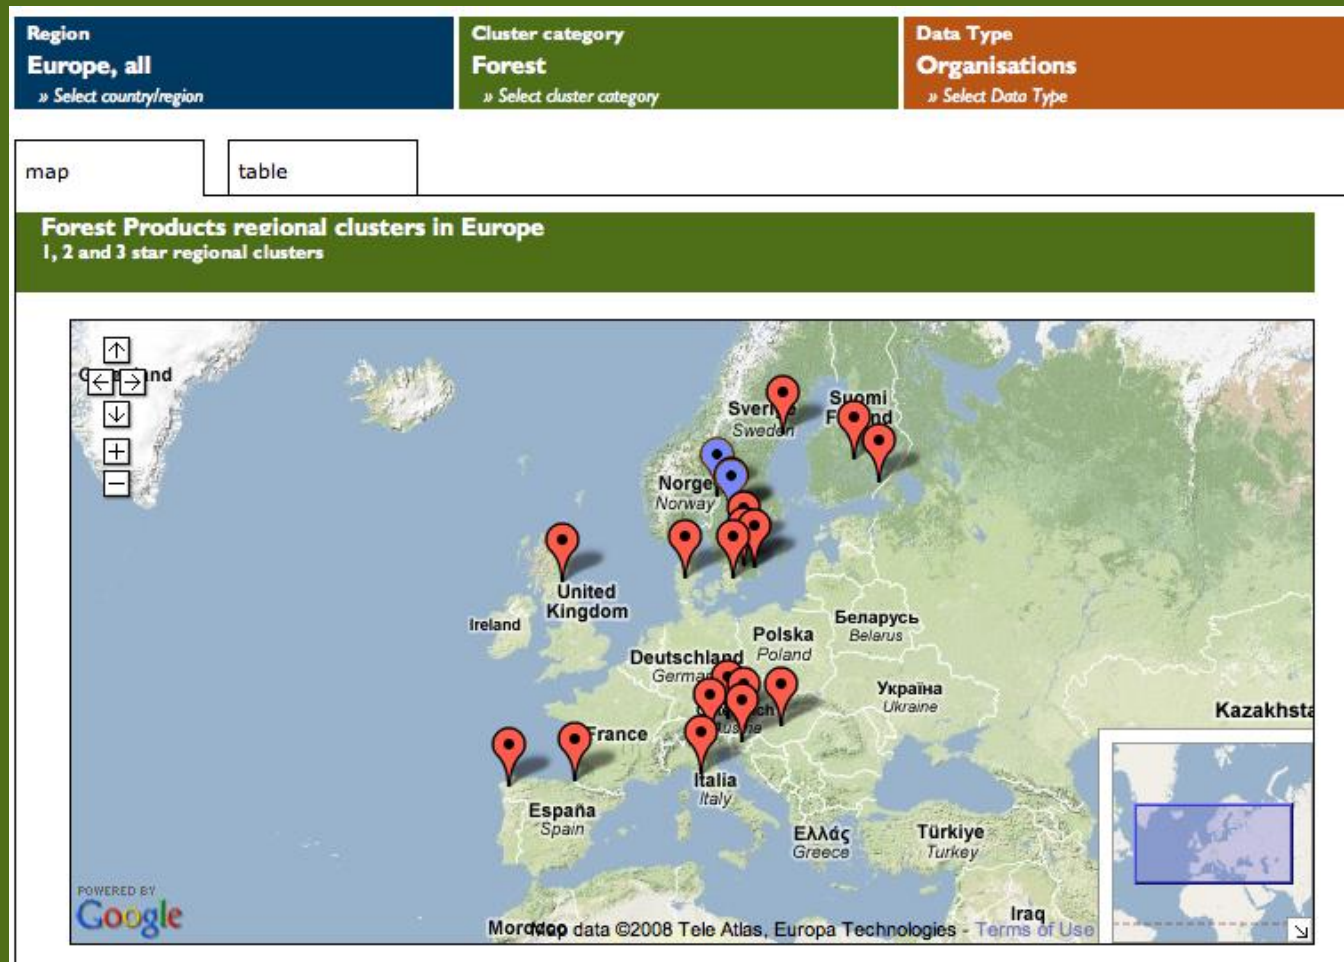 Region
Europe, all
» Select country/region
Cluster category
Forest
» Select cluster category
Data Type
Organisations
» Select Data Type
map
table
Forest Products regional clusters in Europe
1, 2 and 3 star regional clusters
Sverige
Sweden
Suomi
Norge
Norway
United
Kingdom
Ireland
Беларусь
Belarus
Polska
Poland
Deutschland
Україна
Ukraine
Kazakhsta
France
Italia
Italy
España
Spain
Ελλάς
Greece
Türkiye
Turkey
Iraq
POWERED BY
Google
Map data ©2008 Tele Atlas, Europa Technologies - Terms of Use